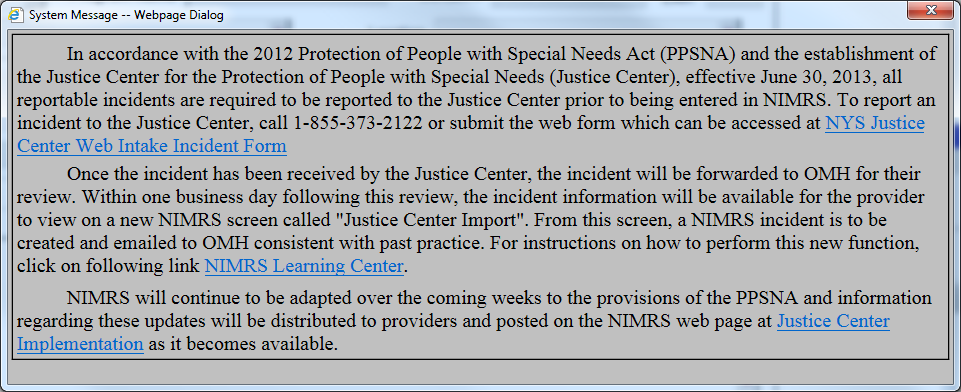 System Message -- Webpage Dialog
In accordance with the 2012 Protection of People with Special Needs Act (PPSNA) and the establishment of
the Justice Center for the Protection of People with Special Needs (Justice Center), effective June 30, 2013, all
reportable incidents are required to be reported to the Justice Center prior to being entered in NIMRS. To report an
incident to the Justice Center, call 1-855-373-2122 or submit the web form which can be accessed at NYS Justice
Center Web Intake Incident Form
Once the incident has been received by the Justice Center, the incident will be forwarded to OMH for their
review. Within one business day following this review, the incident information will be available for the provider
to view on a new NIMRS screen called "Justice Center Import". From this screen, a NIMRS incident is to be
created and emailed to OMH consistent with past practice. For instructions on how to perform this new function,
click on following link NIMRS Learning Center.
NIMRS will continue to be adapted over the coming weeks to the provisions of the PPSNA and information
regarding these updates will be distributed to providers and posted on the NIMRS web page at Justice Center
Implementation as it becomes available.